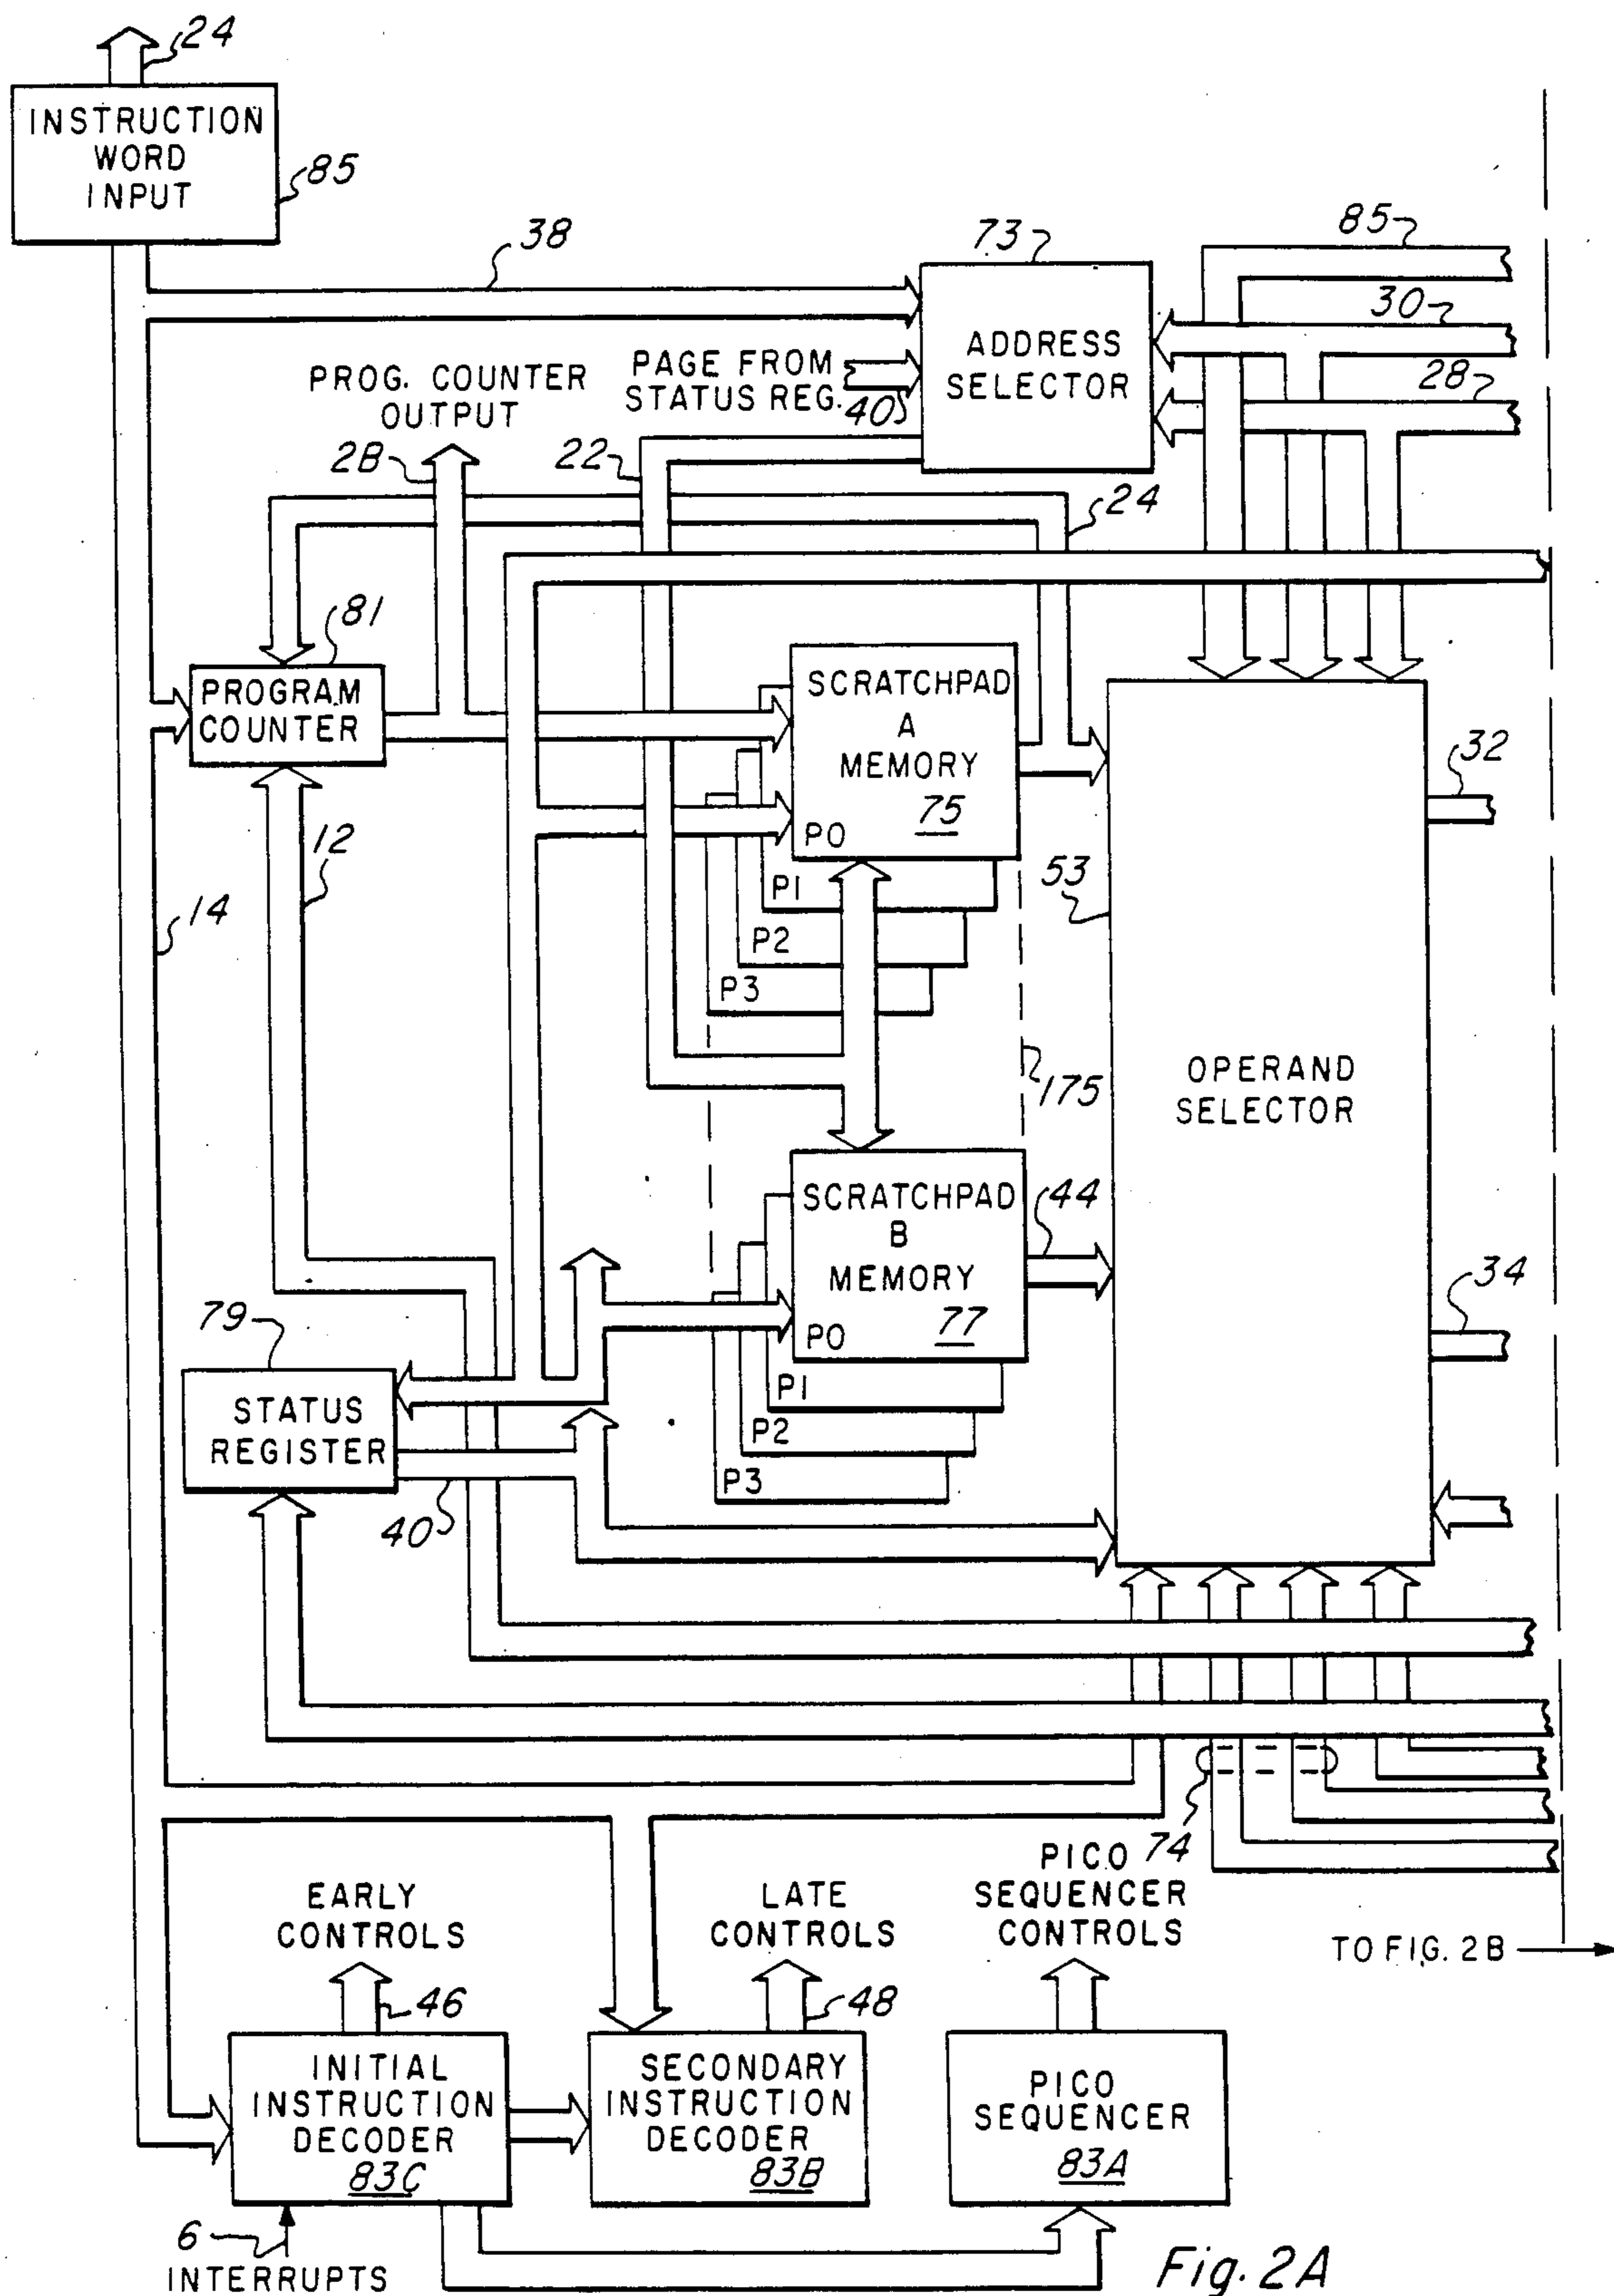 24
INSTRUCTION
WORD
INPUT
85
38
73
85
30
28
ADDRESS
SELECTOR
PAGE FROM
STATUS REG.
40
PROG. COUNTER
OUTPUT
2B
22
24
81
PROGRAM
COUNTER
SCRATCHPAD
A
MEMORY
75
P0
P1
P2
P3
32
12
14
53
175
OPERAND
SELECTOR
SCRATCHPAD
B
MEMORY
77
P0
P1
P2
P3
44
34
79
STATUS
REGISTER
40
74
EARLY
CONTROLS
LATE
CONTROLS
PICO
SEQUENCER
CONTROLS
TO FIG. 2B
46
48
INITIAL
INSTRUCTION
DECODER
83C
SECONDARY
INSTRUCTION
DECODER
83B
PICO
SEQUENCER
83A
6
INTERRUPTS
Fig. 2A